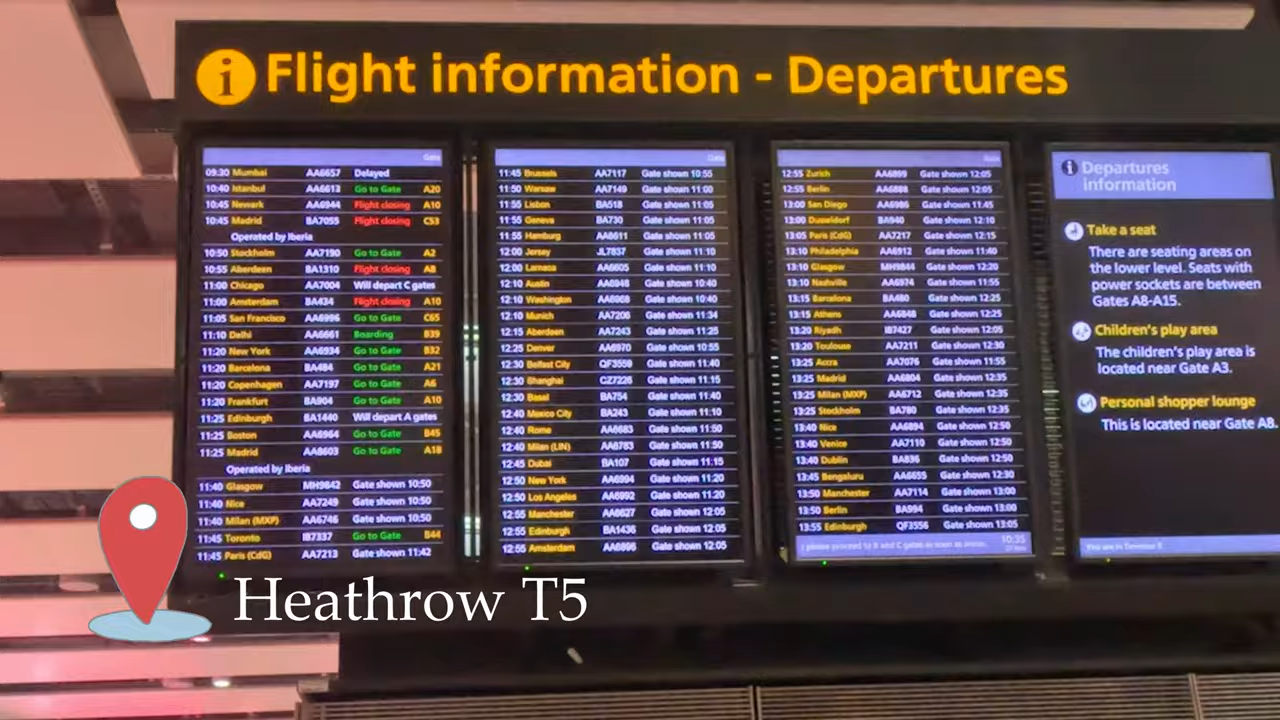 i Flight information - Departures
Gate
09:30 Mumbai AA6657 Delayed
10:40 Istanbul AA6613 Go to Gate A20
10:45 Newark AA6944 Flight closing A10
10:45 Madrid BA7055 Flight closing C53
Operated by Iberia
10:50 Stockholm AA7190 Go to Gate A2
10:55 Aberdeen BA1310 Flight closing A8
11:00 Chicago AA7004 Will depart C gates
11:00 Amsterdam BA434 Flight closing A10
11:05 San Francisco AA6996 Go to Gate C65
11:10 Delhi AA6661 Boarding B39
11:20 New York AA6934 Go to Gate B32
11:20 Barcelona BA484 Go to Gate A21
11:20 Copenhagen AA7197 Go to Gate A6
11:20 Frankfurt BA904 Go to Gate A10
11:25 Edinburgh BA1440 Will depart A gates
11:25 Boston AA6964 Go to Gate B45
11:25 Madrid AA8603 Go to Gate A18
Operated by Iberia
11:40 Glasgow MH9842 Gate shown 10:50
11:40 Nice AA7249 Gate shown 10:50
11:40 Milan (MXP) AA6746 Gate shown 10:50
11:45 Toronto IB7337 Go to Gate B44
11:45 Paris (CdG) AA7213 Gate shown 11:42
Gate
11:45 Brussels AA7117 Gate shown 10:55
11:50 Warsaw AA7149 Gate shown 11:00
11:55 Lisbon BA518 Gate shown 11:05
11:55 Geneva BA730 Gate shown 11:05
11:55 Hamburg AA6611 Gate shown 11:05
12:00 Jersey JL7837 Gate shown 11:10
12:00 Larnaca AA6605 Gate shown 11:10
12:10 Austin AA6948 Gate shown 10:40
12:10 Washington AA6968 Gate shown 10:40
12:10 Munich AA7206 Gate shown 11:34
12:15 Aberdeen AA7243 Gate shown 11:25
12:25 Denver AA6970 Gate shown 10:55
12:30 Belfast City QF3559 Gate shown 11:40
12:30 Shanghai CZ7226 Gate shown 11:15
12:30 Basel BA754 Gate shown 11:40
12:40 Mexico City BA243 Gate shown 11:10
12:40 Rome AA6683 Gate shown 11:50
12:40 Milan (LIN) AA8783 Gate shown 11:50
12:45 Dubai BA107 Gate shown 11:15
12:50 New York AA6994 Gate shown 11:20
12:50 Los Angeles AA6992 Gate shown 11:20
12:55 Manchester AA6627 Gate shown 12:05
12:55 Edinburgh BA1436 Gate shown 12:05
12:55 Amsterdam AA6895 Gate shown 12:05
12:55 Zurich AA6899 Gate shown 12:05
12:55 Berlin AA6888 Gate shown 12:05
13:00 San Diego AA6986 Gate shown 11:45
13:00 Dusseldorf BA940 Gate shown 12:10
13:05 Paris (CdG) AA7217 Gate shown 12:15
13:10 Philadelphia AA6912 Gate shown 11:40
13:10 Glasgow MH9844 Gate shown 12:20
13:10 Nashville AA6974 Gate shown 11:55
13:15 Barcelona BA480 Gate shown 12:25
13:15 Athens AA6848 Gate shown 12:25
13:20 Riyadh IB7427 Gate shown 12:05
13:20 Toulouse AA7211 Gate shown 12:30
13:25 Accra AA7076 Gate shown 11:55
13:25 Madrid AA6804 Gate shown 12:35
13:25 Milan (MXP) AA6712 Gate shown 12:35
13:25 Stockholm BA780 Gate shown 12:35
13:40 Nice AA6894 Gate shown 12:50
13:40 Venice AA7110 Gate shown 12:50
13:40 Dublin BA836 Gate shown 12:50
13:45 Bengaluru AA6655 Gate shown 12:30
13:50 Manchester AA7114 Gate shown 13:00
13:50 Berlin BA994 Gate shown 13:00
13:55 Edinburgh QF3556 Gate shown 13:05
please proceed to B and C gates as soon as 10:35
i Departures
information
Take a seat
There are seating areas on
the lower level. Seats with
power sockets are between
Gates A8-A15.
Children's play area
The children's play area is
located near Gate A3.
Personal shopper lounge
This is located near Gate A8.
You are in Terminal 5
Heathrow T5